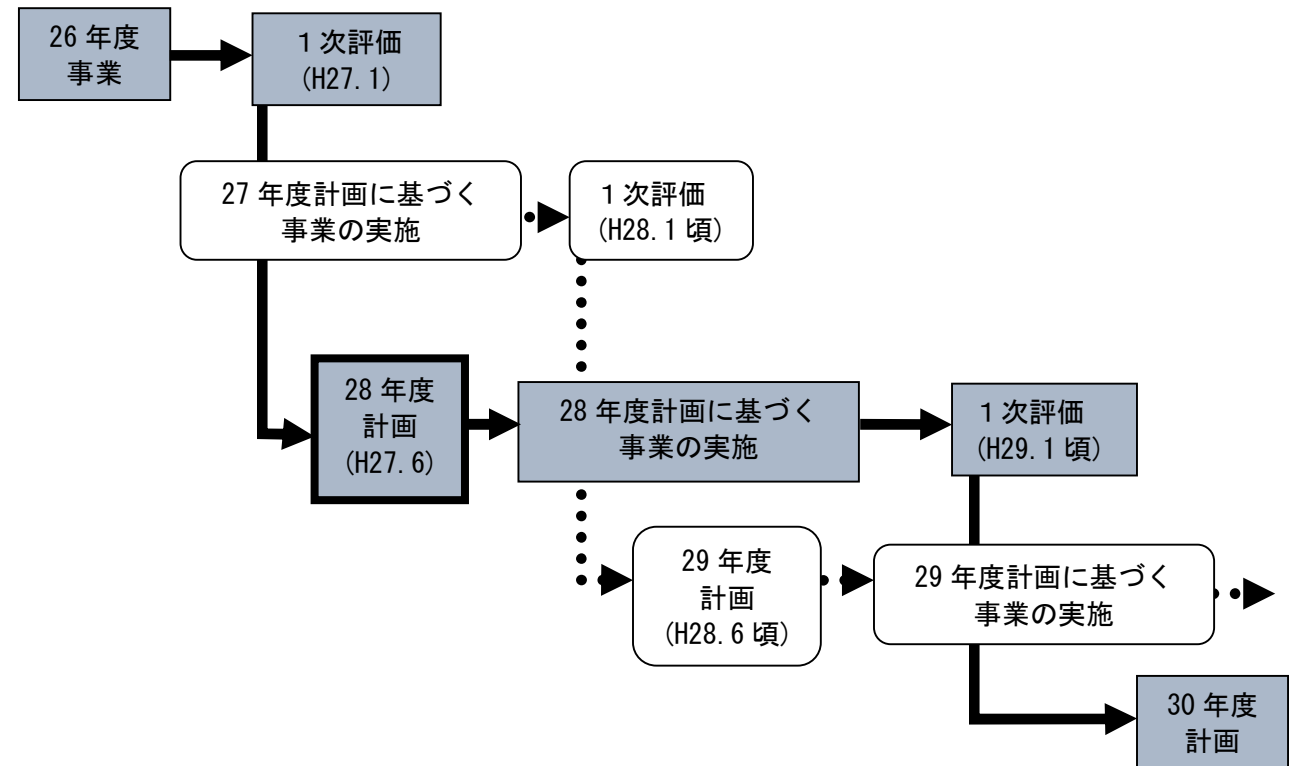 26 年度
事業
１次評価
(H27.1)
27 年度計画に基づく
事業の実施
１次評価
(H28.1 頃)
28 年度
計画
(H27.6)
28 年度計画に基づく
事業の実施
１次評価
(H29.1 頃)
29 年度
計画
(H28.6 頃)
29 年度計画に基づく
事業の実施
30 年度
計画